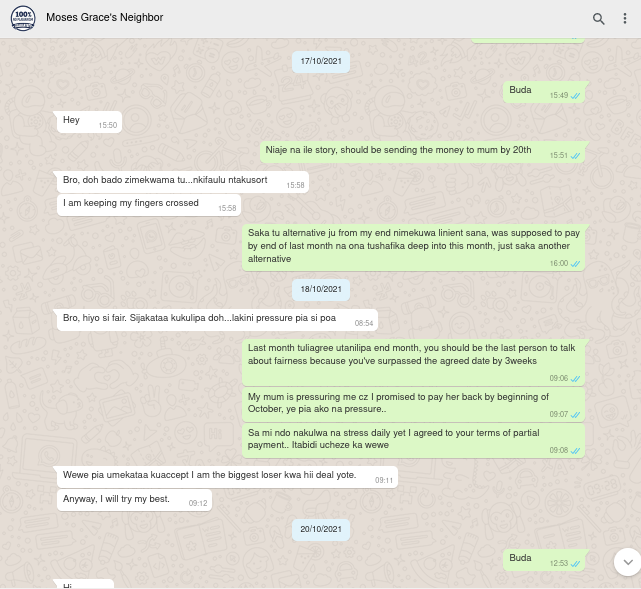 100%
Moses Grace's Neighbor
17/10/2021
Buda
15:49
Hey
15:50
Niaje na ile story, should be sending the money to mum by 20th
15:51
Bro, doh bado zimekwama tu...nkifaulu ntakusort
15:58
I am keeping my fingers crossed
15:58
Saka tu alternative ju from my end nimekuwa linient sana, was supposed to pay
by end of last month na ona tushafika deep into this month, just saka another
alternative
16:00
18/10/2021
Bro, hiyo si fair. Sijakataa kukulipa doh...lakini pressure pia si poa
08:54
Last month tuliagree utanilipa end month, you should be the last person to talk
about fairness because you've surpassed the agreed date by 3weeks
09:06
My mum is pressuring me cz I promised to pay her back by beginning of
October, ye pia ako na pressure..
09:07
Sa mi ndo nakulwa na stress daily yet I agreed to your terms of partial
payment.. Itabidi ucheze ka wewe
09:08
Wewe pia umekataa kuaccept I am the biggest loser kwa hii deal yote.
09:11
Anyway, I will try my best.
09:12
20/10/2021
Buda
12:53
Hi